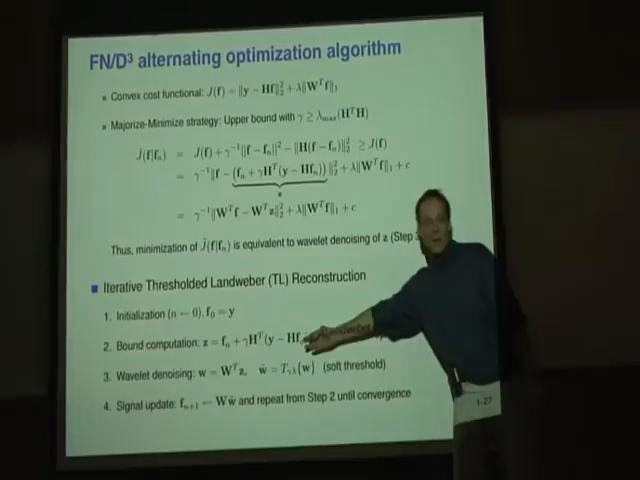 FN/D³ alternating optimization algorithm
Convex cost functional: J(f) = ‖y − Hf‖₂² + λ‖Wᵀf‖₁
Majorize-Minimize strategy: Upper bound with γ ≥ λmax(HᵀH)
J̃(f|fₙ) = J(f) + γ⁻¹‖f − fₙ‖² − ‖H(f − fₙ)‖₂² ≥ J(f)
= γ⁻¹‖f − (fₙ + γHᵀ(y − Hfₙ))‖₂² + λ‖Wᵀf‖₁ + c
z
= γ⁻¹‖Wᵀf − Wᵀz‖₂² + λ‖Wᵀf‖₁ + c
Thus, minimization of J̃(f|fₙ) is equivalent to wavelet denoising of z (Step
Iterative Thresholded Landweber (TL) Reconstruction
1. Initialization (n ← 0), f₀ = y
2. Bound computation: z = fₙ + γHᵀ(y − Hf Landweber
3. Wavelet denoising: w = Wᵀz, w̃ = Tγλ{w} (soft threshold)
4. Signal update: fₙ₊₁ ← Ww̃ and repeat from Step 2 until convergence
1-27